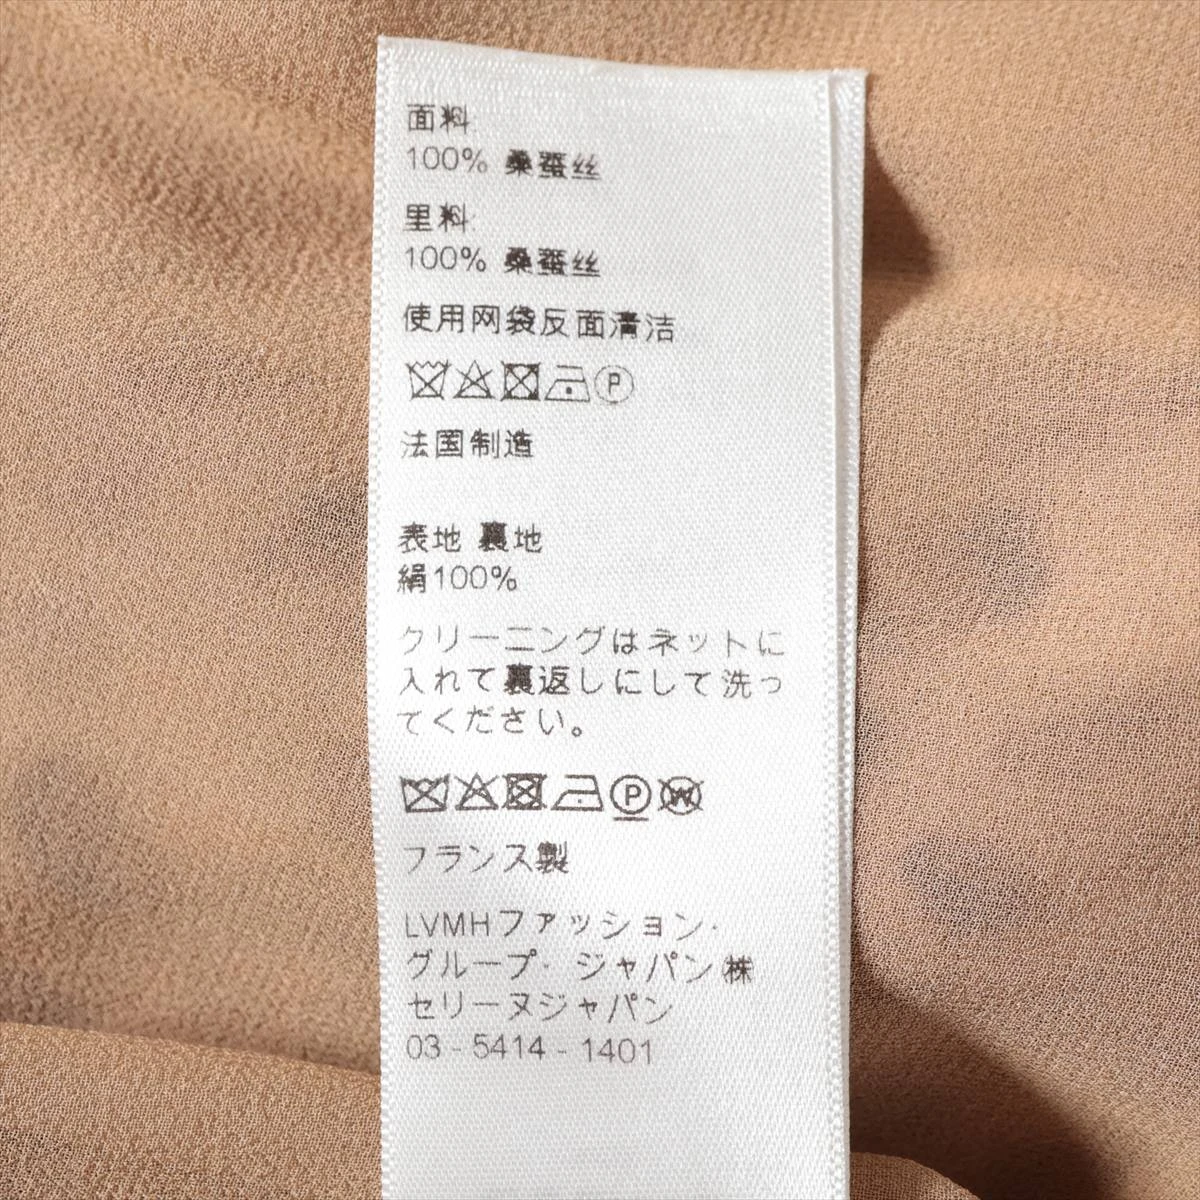 面料
100% 桑蚕丝
里料
100% 桑蚕丝
使用网袋反面清洁
P
法国制造
表地 裏地
絹100%
クリーニングはネットに
入れて裏返しにして洗っ
てください。
P W
フランス製
LVMHファッション・
グループ・ジャパン㈱
セリーヌジャパン
03 - 5414 - 1401